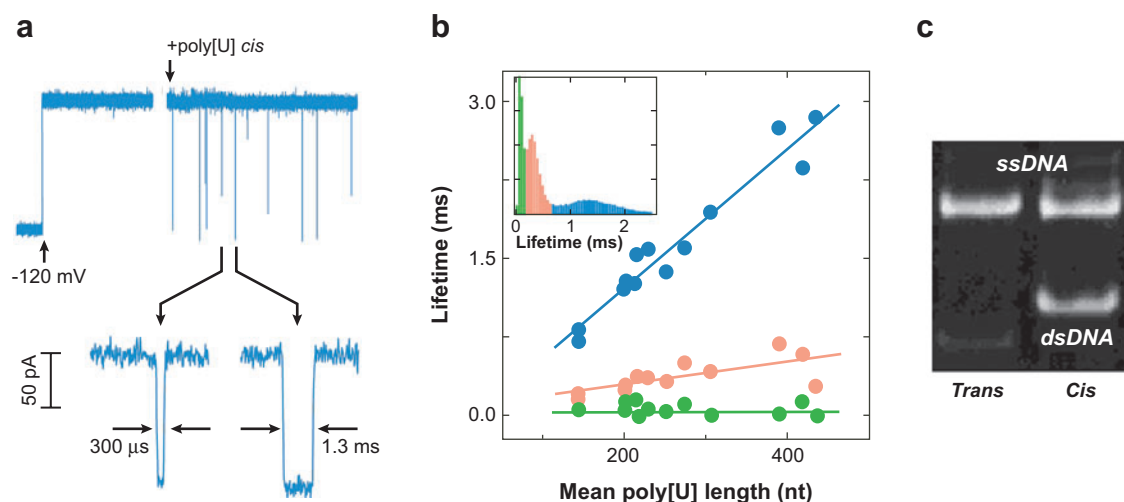 a
+poly[U] cis
-120 mV
50 pA
300 µs
1.3 ms
b
3.0
1.5
0.0
Lifetime (ms)
0 1 2
Lifetime (ms)
200 400
Mean poly[U] length (nt)
c
ssDNA
dsDNA
Trans Cis